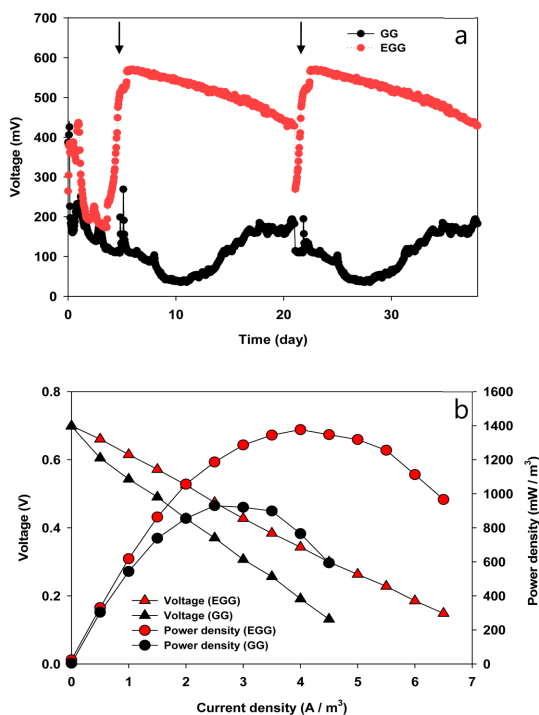 a
GG
EGG
Voltage (mV)
700
600
500
400
300
200
100
0
0 10 20 30
Time (day)
b
Voltage (V)
0.8
0.6
0.4
0.2
0.0
Voltage (EGG)
Voltage (GG)
Power density (EGG)
Power density (GG)
1600
1400
1200
1000
800
600
400
200
0
Power density (mW / m³)
0 1 2 3 4 5 6 7
Current density (A / m³)